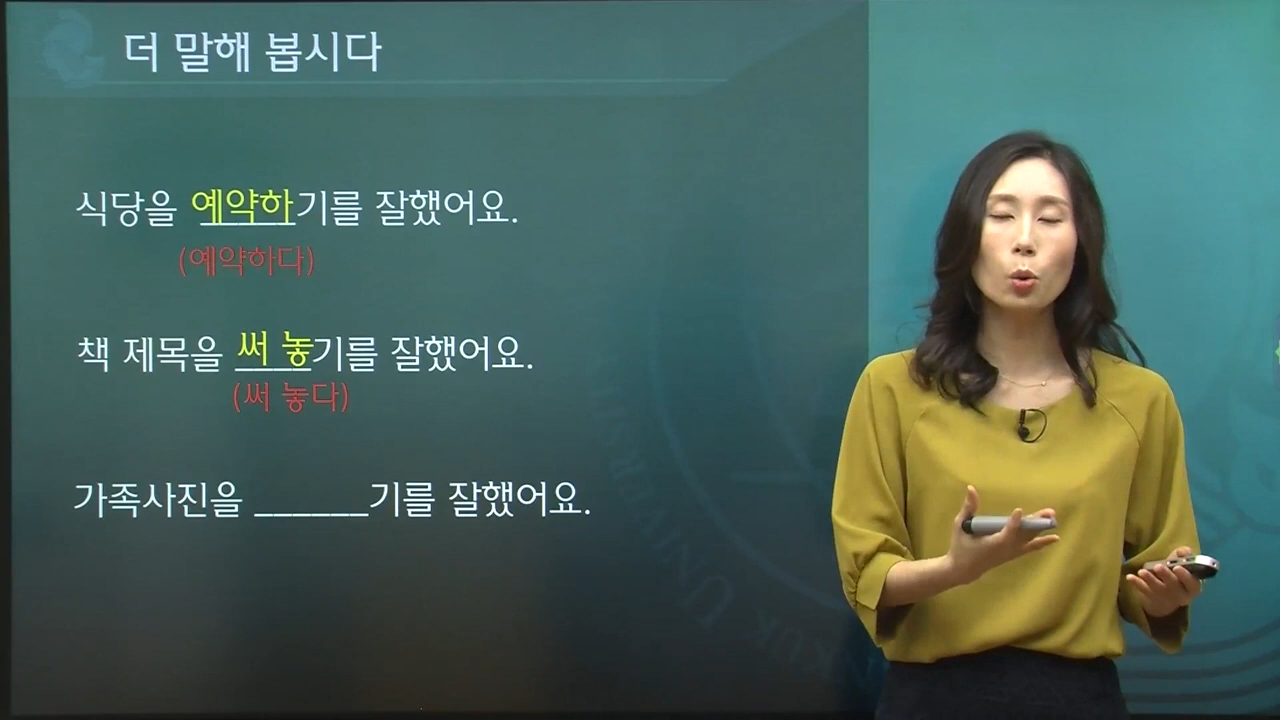 더 말해 봅시다
식당을 예약하기를 잘했어요.
(예약하다)
책 제목을 써 놓기를 잘했어요.
(써 놓다)
가족사진을 ______기를 잘했어요.